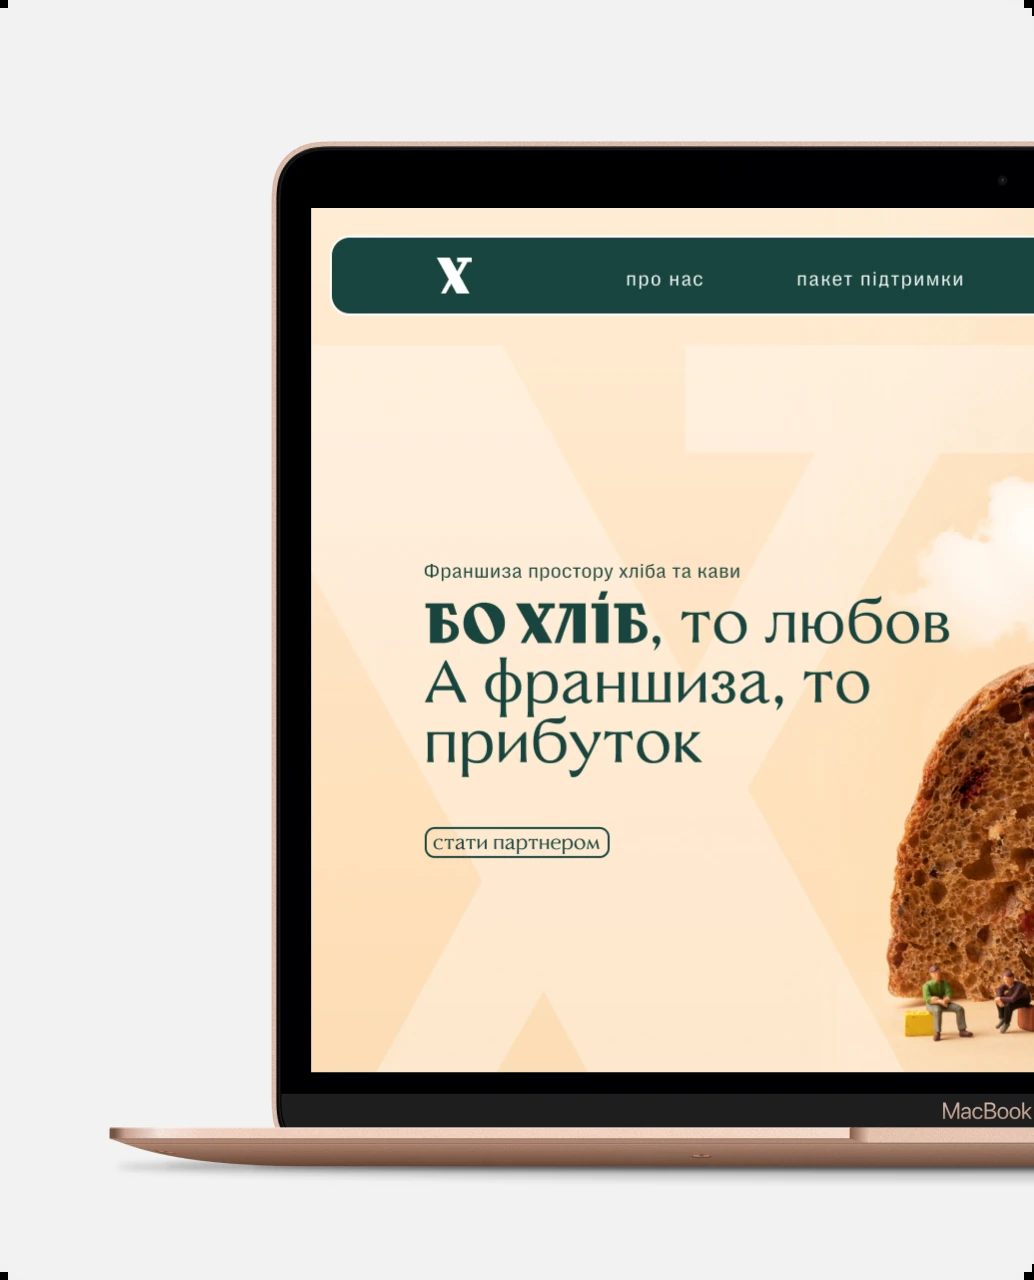 Х
про нас
пакет підтримки
Франшиза простору хліба та кави
БО ХЛІБ, то любов
А франшиза, то
прибуток
стати партнером
MacBook